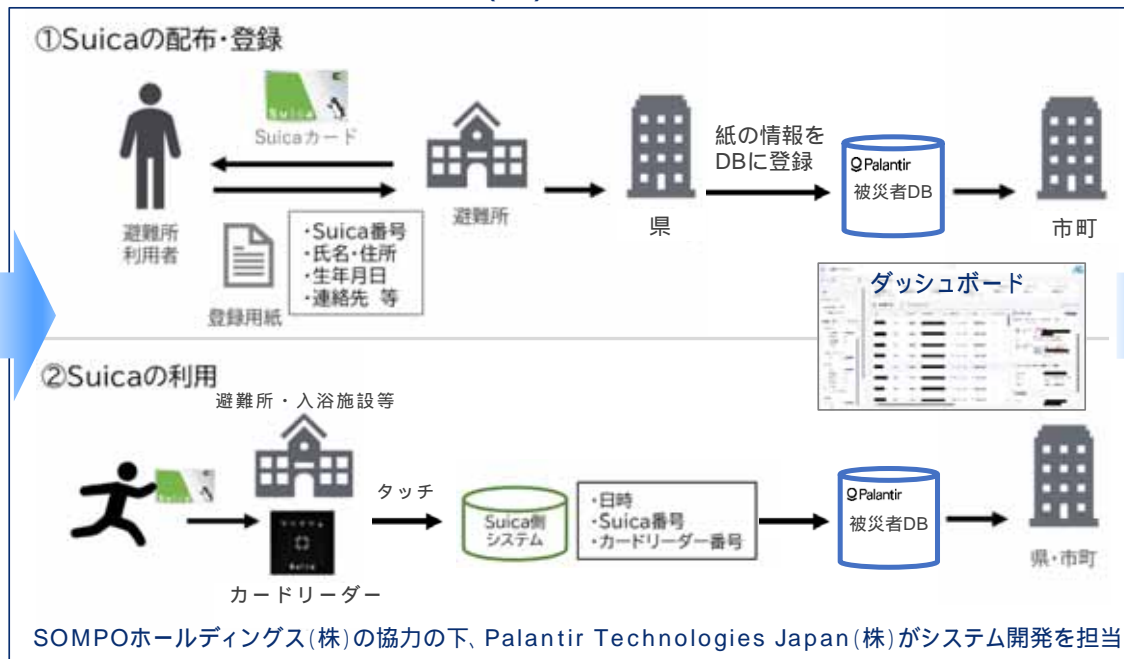 ①Suicaの配布・登録
Suica
Suicaカード
避難所
利用者
登録用紙
・Suica番号
・氏名・住所
・生年月日
・連絡先 等
避難所
県
紙の情報を
DBに登録
Palantir
被災者DB
市町
ダッシュボード
②Suicaの利用
避難所・入浴施設等
カードリーダー
タッチ
Suica側
システム
・日時
・Suica番号
・カードリーダー番号
Palantir
被災者DB
県・市町
SOMPOホールディングス(株)の協力の下、Palantir Technologies Japan(株)がシステム開発を担当